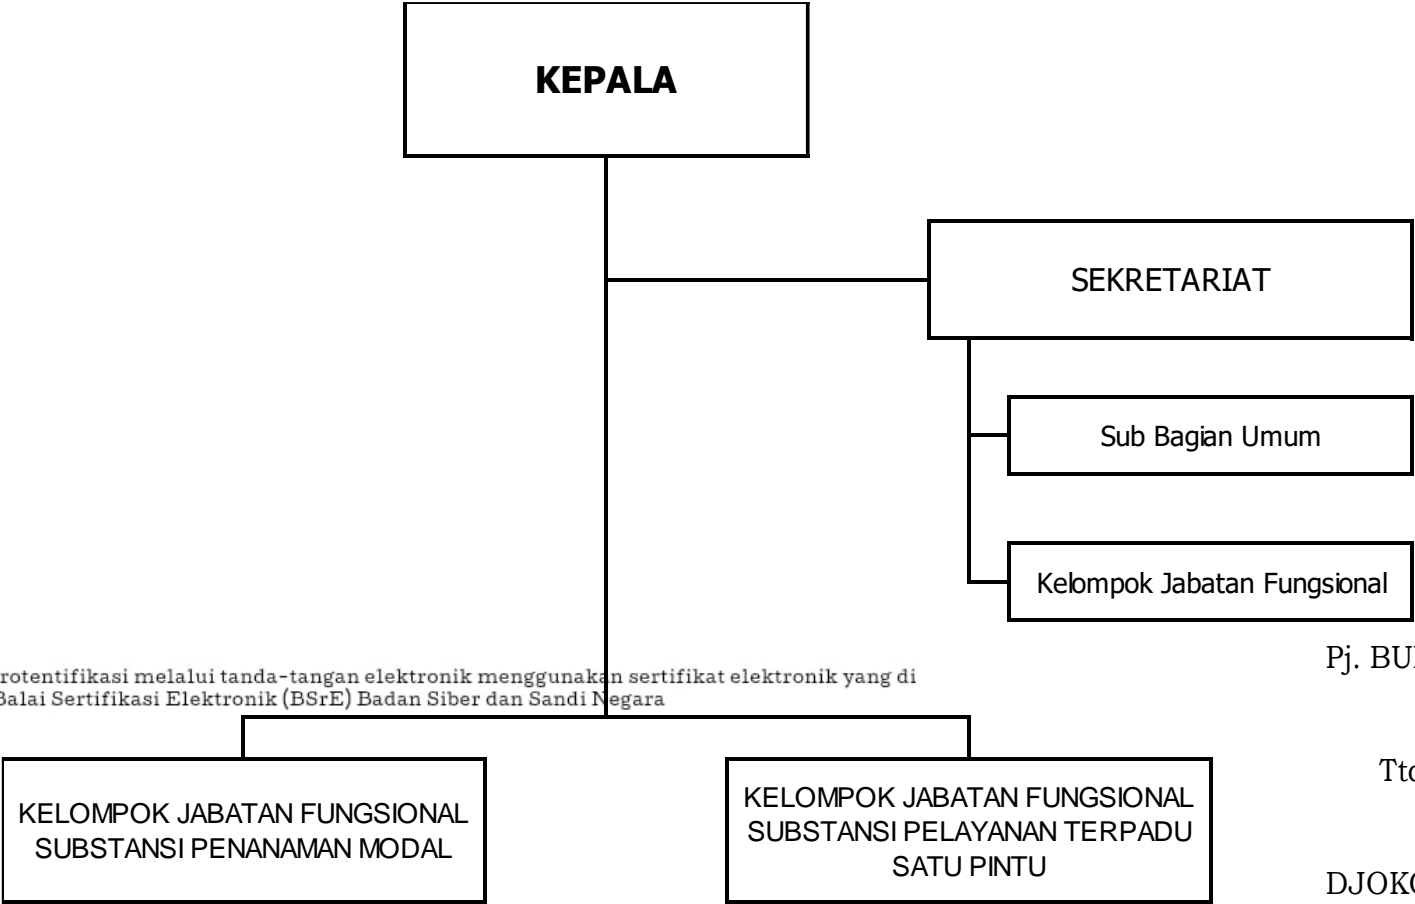 KEPALA
SEKRETARIAT
Sub Bagian Umum
Kelompok Jabatan Fungsional
Pj. BU
rotentifikasi melalui tanda-tangan elektronik menggunakan sertifikat elektronik yang di
Balai Sertifikasi Elektronik (BSrE) Badan Siber dan Sandi Negara
KELOMPOK JABATAN FUNGSIONAL
SUBSTANSI PENANAMAN MODAL
KELOMPOK JABATAN FUNGSIONAL
SUBSTANSI PELAYANAN TERPADU
SATU PINTU
Ttd
DJOKO